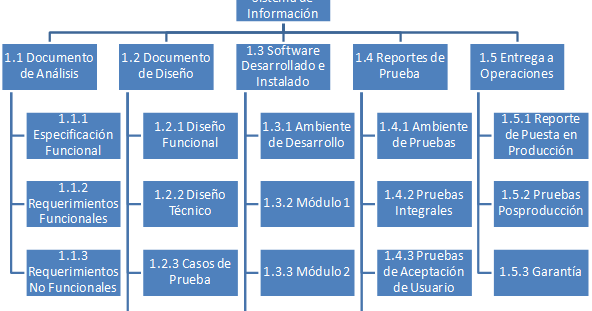 Sistema de
Información
1.1 Documento
de Análisis
1.2 Documento
de Diseño
1.3 Software
Desarrollado e
Instalado
1.4 Reportes de
Prueba
1.5 Entrega a
Operaciones
1.1.1
Especificación
Funcional
1.2.1 Diseño
Funcional
1.3.1 Ambiente
de Desarrollo
1.4.1 Ambiente
de Pruebas
1.5.1 Reporte
de Puesta en
Producción
1.1.2
Requerimientos
Funcionales
1.2.2 Diseño
Técnico
1.3.2 Módulo 1
1.4.2 Pruebas
Integrales
1.5.2 Pruebas
Posproducción
1.1.3
Requerimientos
No Funcionales
1.2.3 Casos de
Prueba
1.3.3 Módulo 2
1.4.3 Pruebas
de Aceptación
de Usuario
1.5.3 Garantía